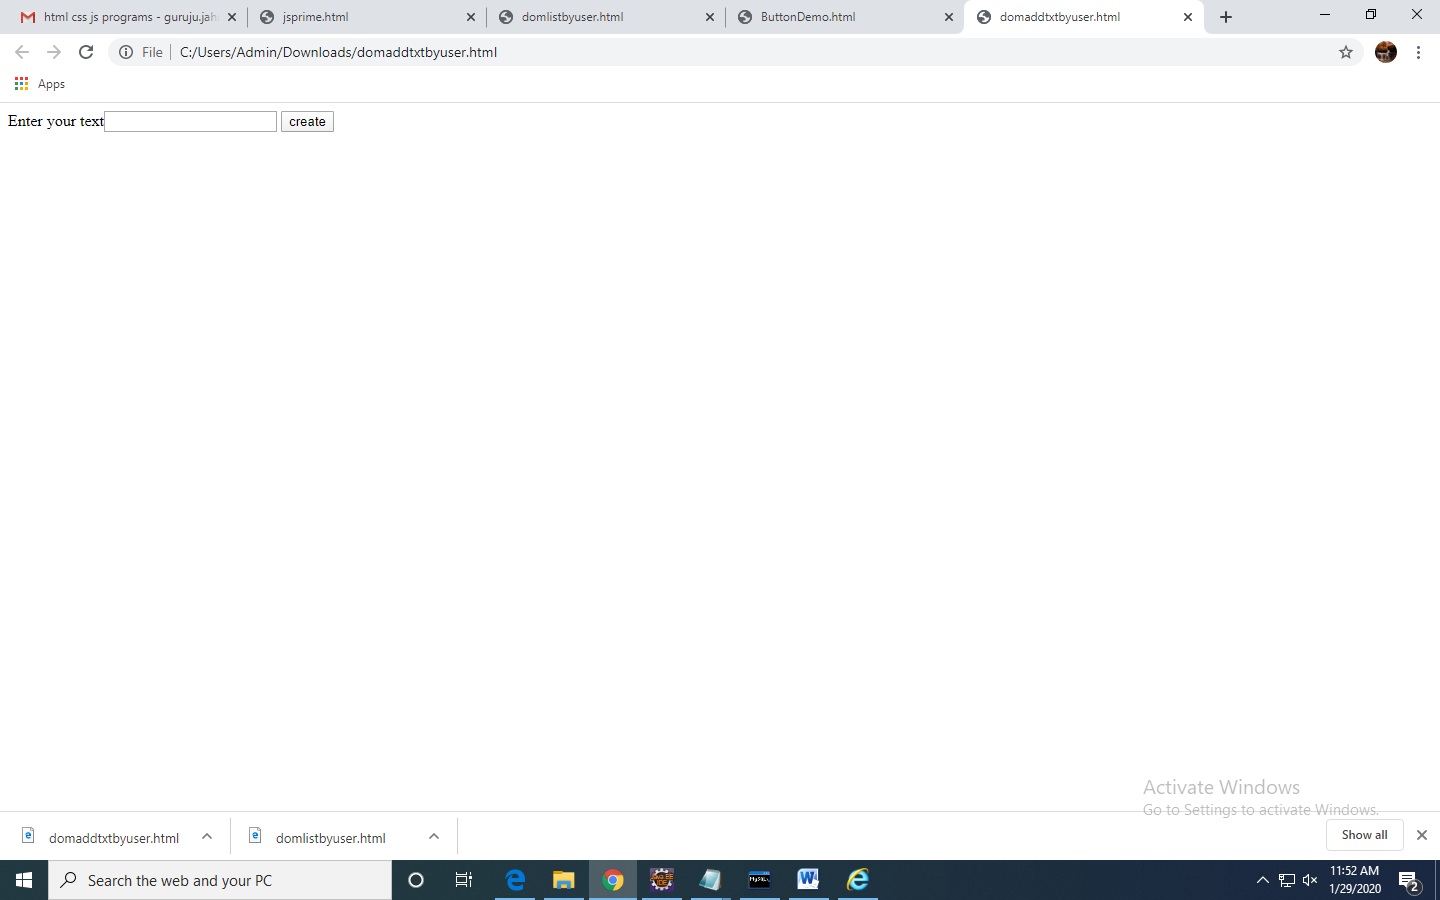 html css js programs - guruju.jah
jsprime.html
domlistbyuser.html
ButtonDemo.html
domaddtxtbyuser.html
File
C:/Users/Admin/Downloads/domaddtxtbyuser.html
Apps
Enter your text
create
Activate Windows
Go to Settings to activate Windows.
domaddtxtbyuser.html
domlistbyuser.html
Show all
Search the web and your PC
11:52 AM
1/29/2020
2